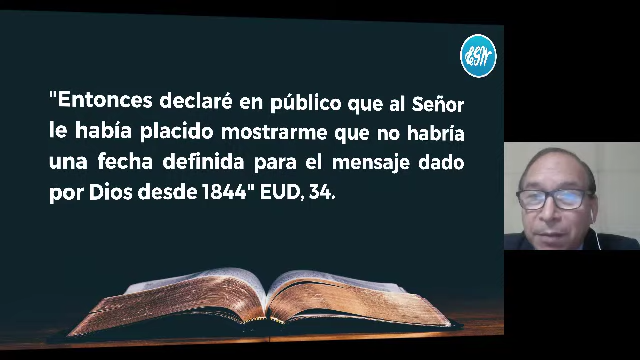 EGW
"Entonces declaré en público que al Señor
le había placido mostrarme que no habría
una fecha definida para el mensaje dado
por Dios desde 1844" EUD, 34.